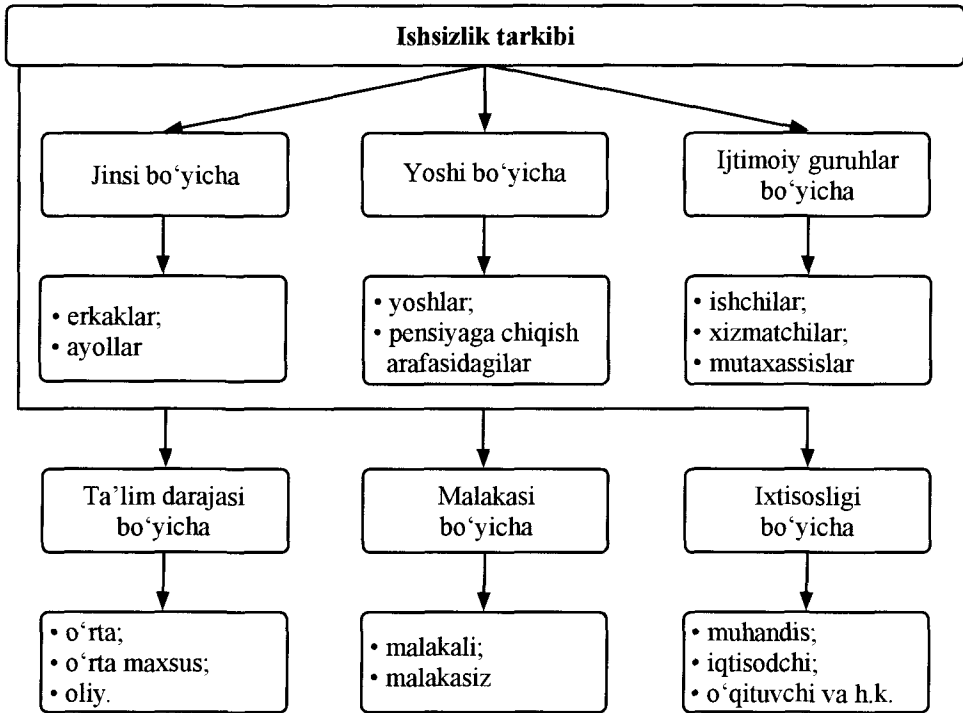 Ishsizlik tarkibi
Jinsi bo‘yicha
Yoshi bo‘yicha
Ijtimoiy guruhlar
bo‘yicha
• erkaklar;
• ayollar
• yoshlar;
• pensiyaga chiqish
arafasidagilar
• ishchilar;
• xizmatchilar;
• mutaxassislar
Ta’lim darajasi
bo‘yicha
Malakasi
bo‘yicha
Ixtisosligi
bo‘yicha
• o‘rta;
• o‘rta maxsus;
• oliy.
• malakali;
• malakasiz
• muhandis;
• iqtisodchi;
• o‘qituvchi va h.k.